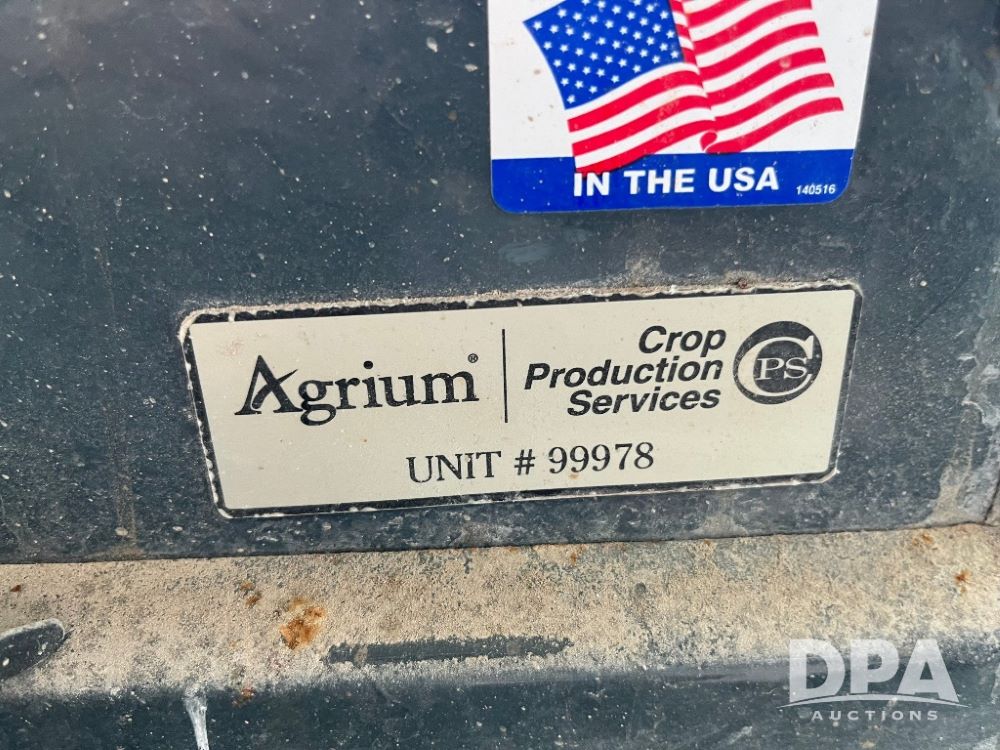 IN THE USA
140516
Agrium®
Crop
Production
Services
CPS
UNIT # 99978
DPA
AUCTIONS